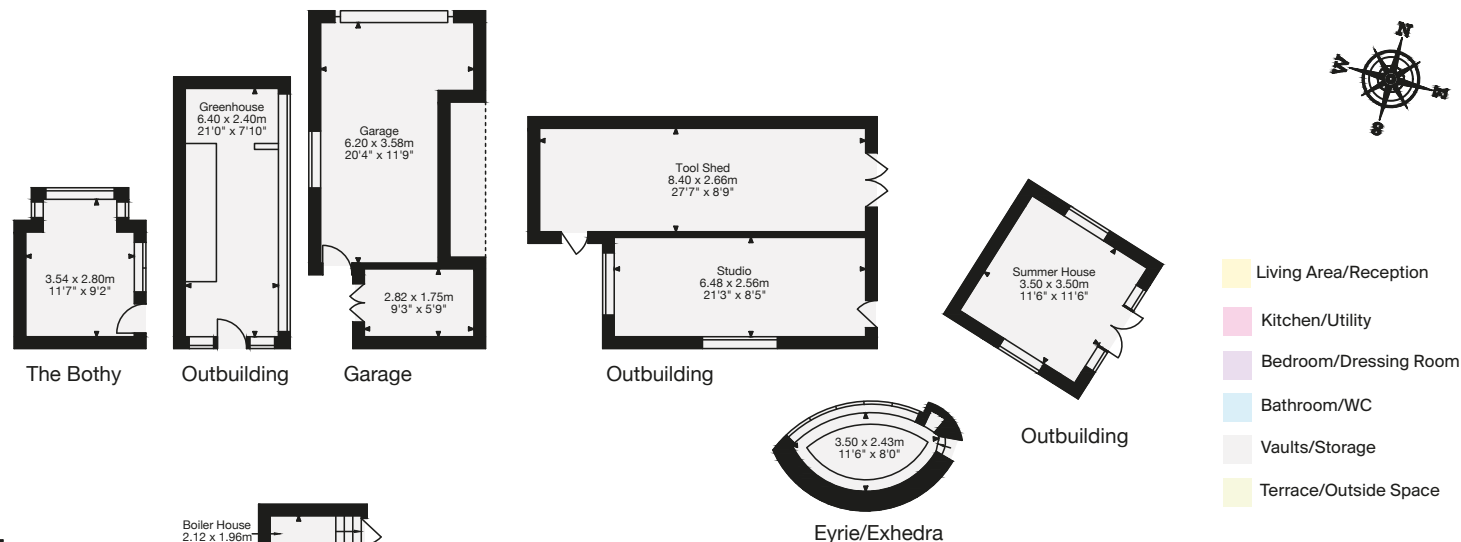 Greenhouse
6.40 x 2.40m
21'0" x 7'10"
Garage
6.20 x 3.58m
20'4" x 11'9"
Tool Shed
8.40 x 2.66m
27'7" x 8'9"
3.54 x 2.80m
11'7" x 9'2"
2.82 x 1.75m
9'3" x 5'9"
Studio
6.48 x 2.56m
21'3" x 8'5"
Summer House
3.50 x 3.50m
11'6" x 11'6"
N
W
S
The Bothy
Outbuilding
Garage
Outbuilding
Outbuilding
3.50 x 2.43m
11'6" x 8'0"
Eyrie/Exhedra
Boiler House
2.12 x 1.96m
Living Area/Reception
Kitchen/Utility
Bedroom/Dressing Room
Bathroom/WC
Vaults/Storage
Terrace/Outside Space